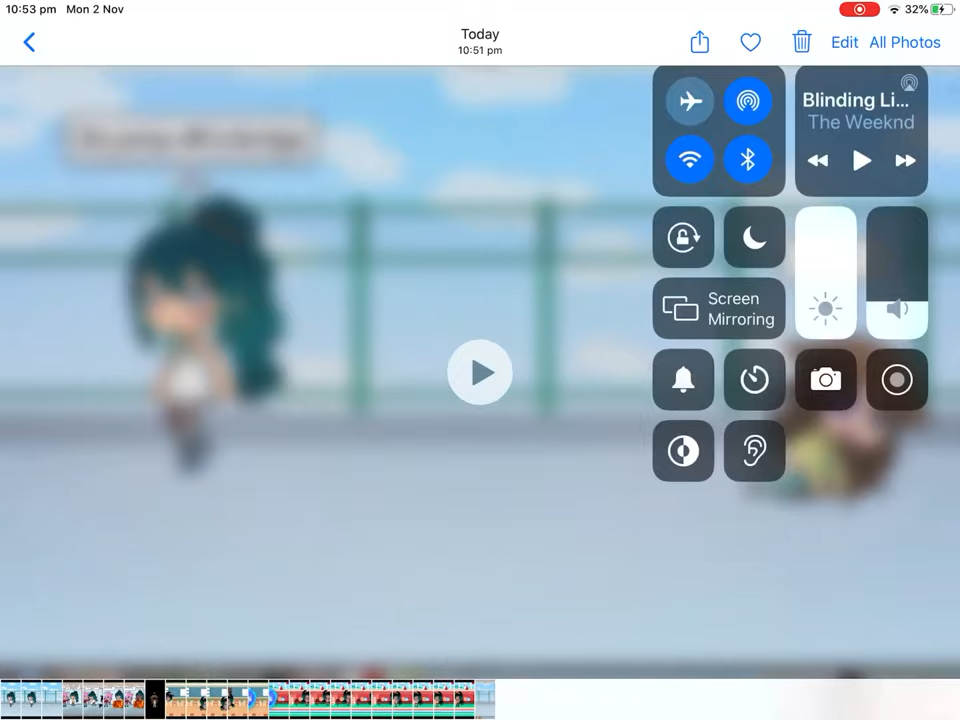 10:53 pm Mon 2 Nov
32%
Today
10:51 pm
Edit All Photos
Blinding Li...
The Weeknd
Screen
Mirroring